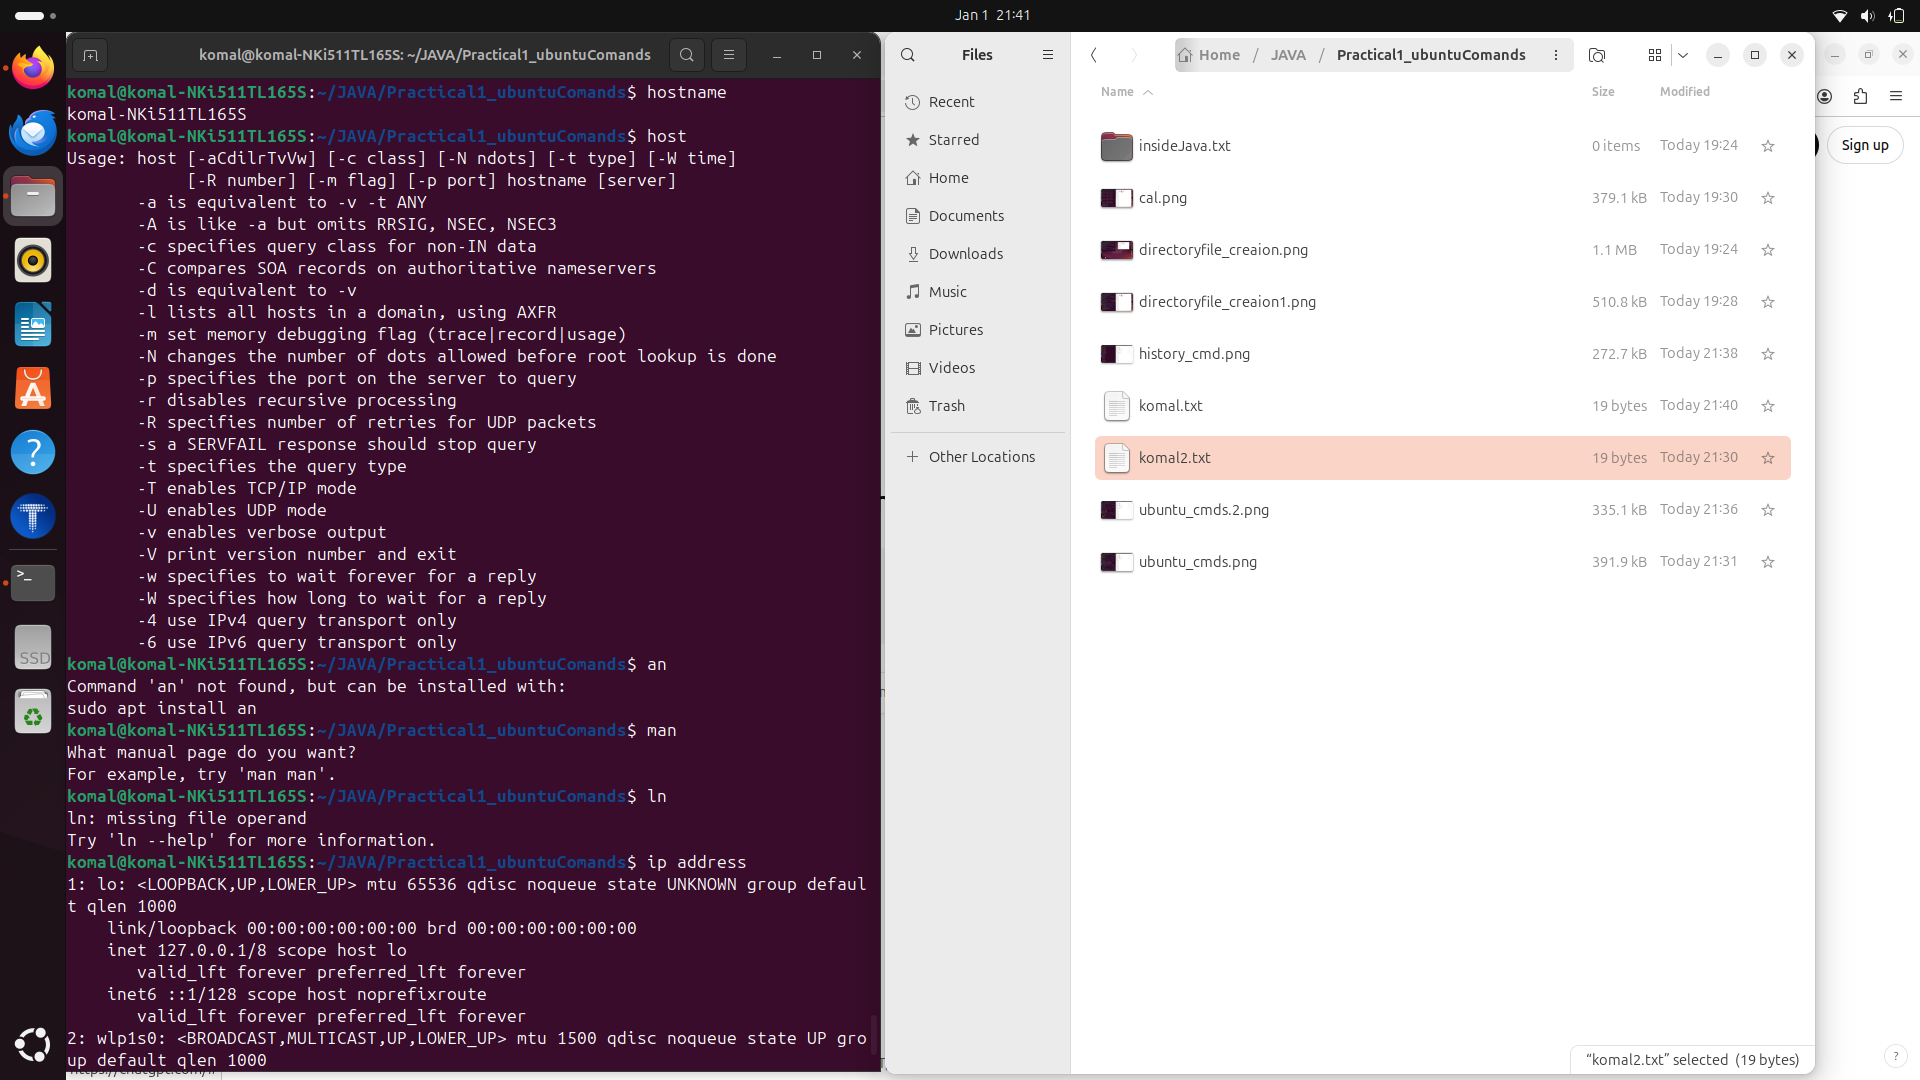 Jan 1 21:41
komal@komal-NKi511TL165S: ~/JAVA/Practical1_ubuntuComands
komal@komal-NKi511TL165S:~/JAVA/Practical1_ubuntuComands$ hostname
komal-NKi511TL165S
komal@komal-NKi511TL165S:~/JAVA/Practical1_ubuntuComands$ host
Usage: host [-aCdilrTvVw] [-c class] [-N ndots] [-t type] [-W time]
            [-R number] [-m flag] [-p port] hostname [server]
       -a is equivalent to -v -t ANY
       -A is like -a but omits RRSIG, NSEC, NSEC3
       -c specifies query class for non-IN data
       -C compares SOA records on authoritative nameservers
       -d is equivalent to -v
       -l lists all hosts in a domain, using AXFR
       -m set memory debugging flag (trace|record|usage)
       -N changes the number of dots allowed before root lookup is done
       -p specifies the port on the server to query
       -r disables recursive processing
       -R specifies number of retries for UDP packets
       -s a SERVFAIL response should stop query
       -t specifies the query type
       -T enables TCP/IP mode
       -U enables UDP mode
       -v enables verbose output
       -V print version number and exit
       -w specifies to wait forever for a reply
       -W specifies how long to wait for a reply
       -4 use IPv4 query transport only
       -6 use IPv6 query transport only
komal@komal-NKi511TL165S:~/JAVA/Practical1_ubuntuComands$ an
Command 'an' not found, but can be installed with:
sudo apt install an
komal@komal-NKi511TL165S:~/JAVA/Practical1_ubuntuComands$ man
What manual page do you want?
For example, try 'man man'.
komal@komal-NKi511TL165S:~/JAVA/Practical1_ubuntuComands$ ln
ln: missing file operand
Try 'ln --help' for more information.
komal@komal-NKi511TL165S:~/JAVA/Practical1_ubuntuComands$ ip address
1: lo: <LOOPBACK,UP,LOWER_UP> mtu 65536 qdisc noqueue state UNKNOWN group defaul
t qlen 1000
    link/loopback 00:00:00:00:00:00 brd 00:00:00:00:00:00
    inet 127.0.0.1/8 scope host lo
       valid_lft forever preferred_lft forever
    inet6 ::1/128 scope host noprefixroute
       valid_lft forever preferred_lft forever
2: wlp1s0: <BROADCAST,MULTICAST,UP,LOWER_UP> mtu 1500 qdisc noqueue state UP gro
up default qlen 1000
SSD
Files
Recent
Starred
Home
Documents
Downloads
Music
Pictures
Videos
Trash
+ Other Locations
Home / JAVA / Practical1_ubuntuComands
Name Size Modified
insideJava.txt 0 items Today 19:24
cal.png 379.1 kB Today 19:30
directoryfile_creaion.png 1.1 MB Today 19:24
directoryfile_creaion1.png 510.8 kB Today 19:28
history_cmd.png 272.7 kB Today 21:38
komal.txt 19 bytes Today 21:40
komal2.txt 19 bytes Today 21:30
ubuntu_cmds.2.png 335.1 kB Today 21:36
ubuntu_cmds.png 391.9 kB Today 21:31
“komal2.txt” selected (19 bytes)
Sign up
?